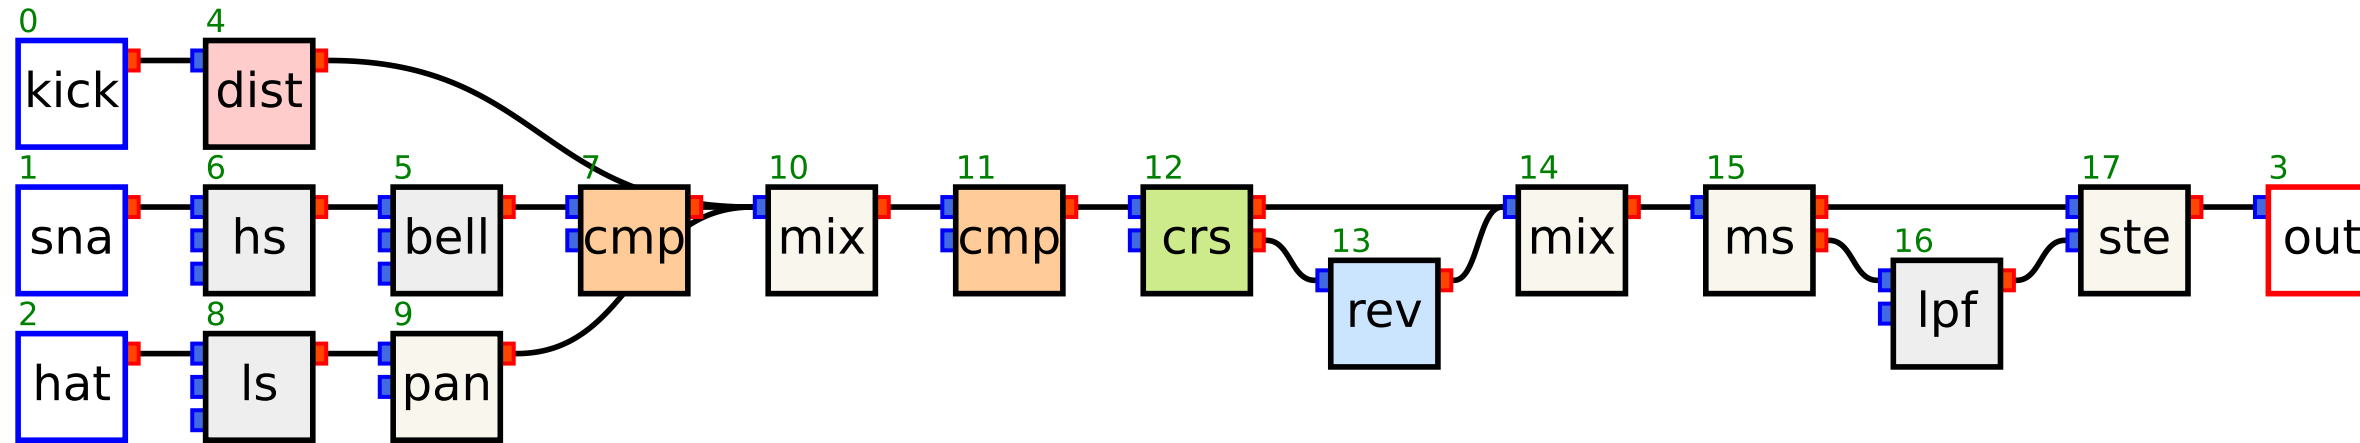 0 4
kick dist
1 6 5 7 10 11 12 14 15 17 3
sna hs bell cmp mix cmp crs mix ms ste out
13 16
rev lpf
2 8 9
hat ls pan